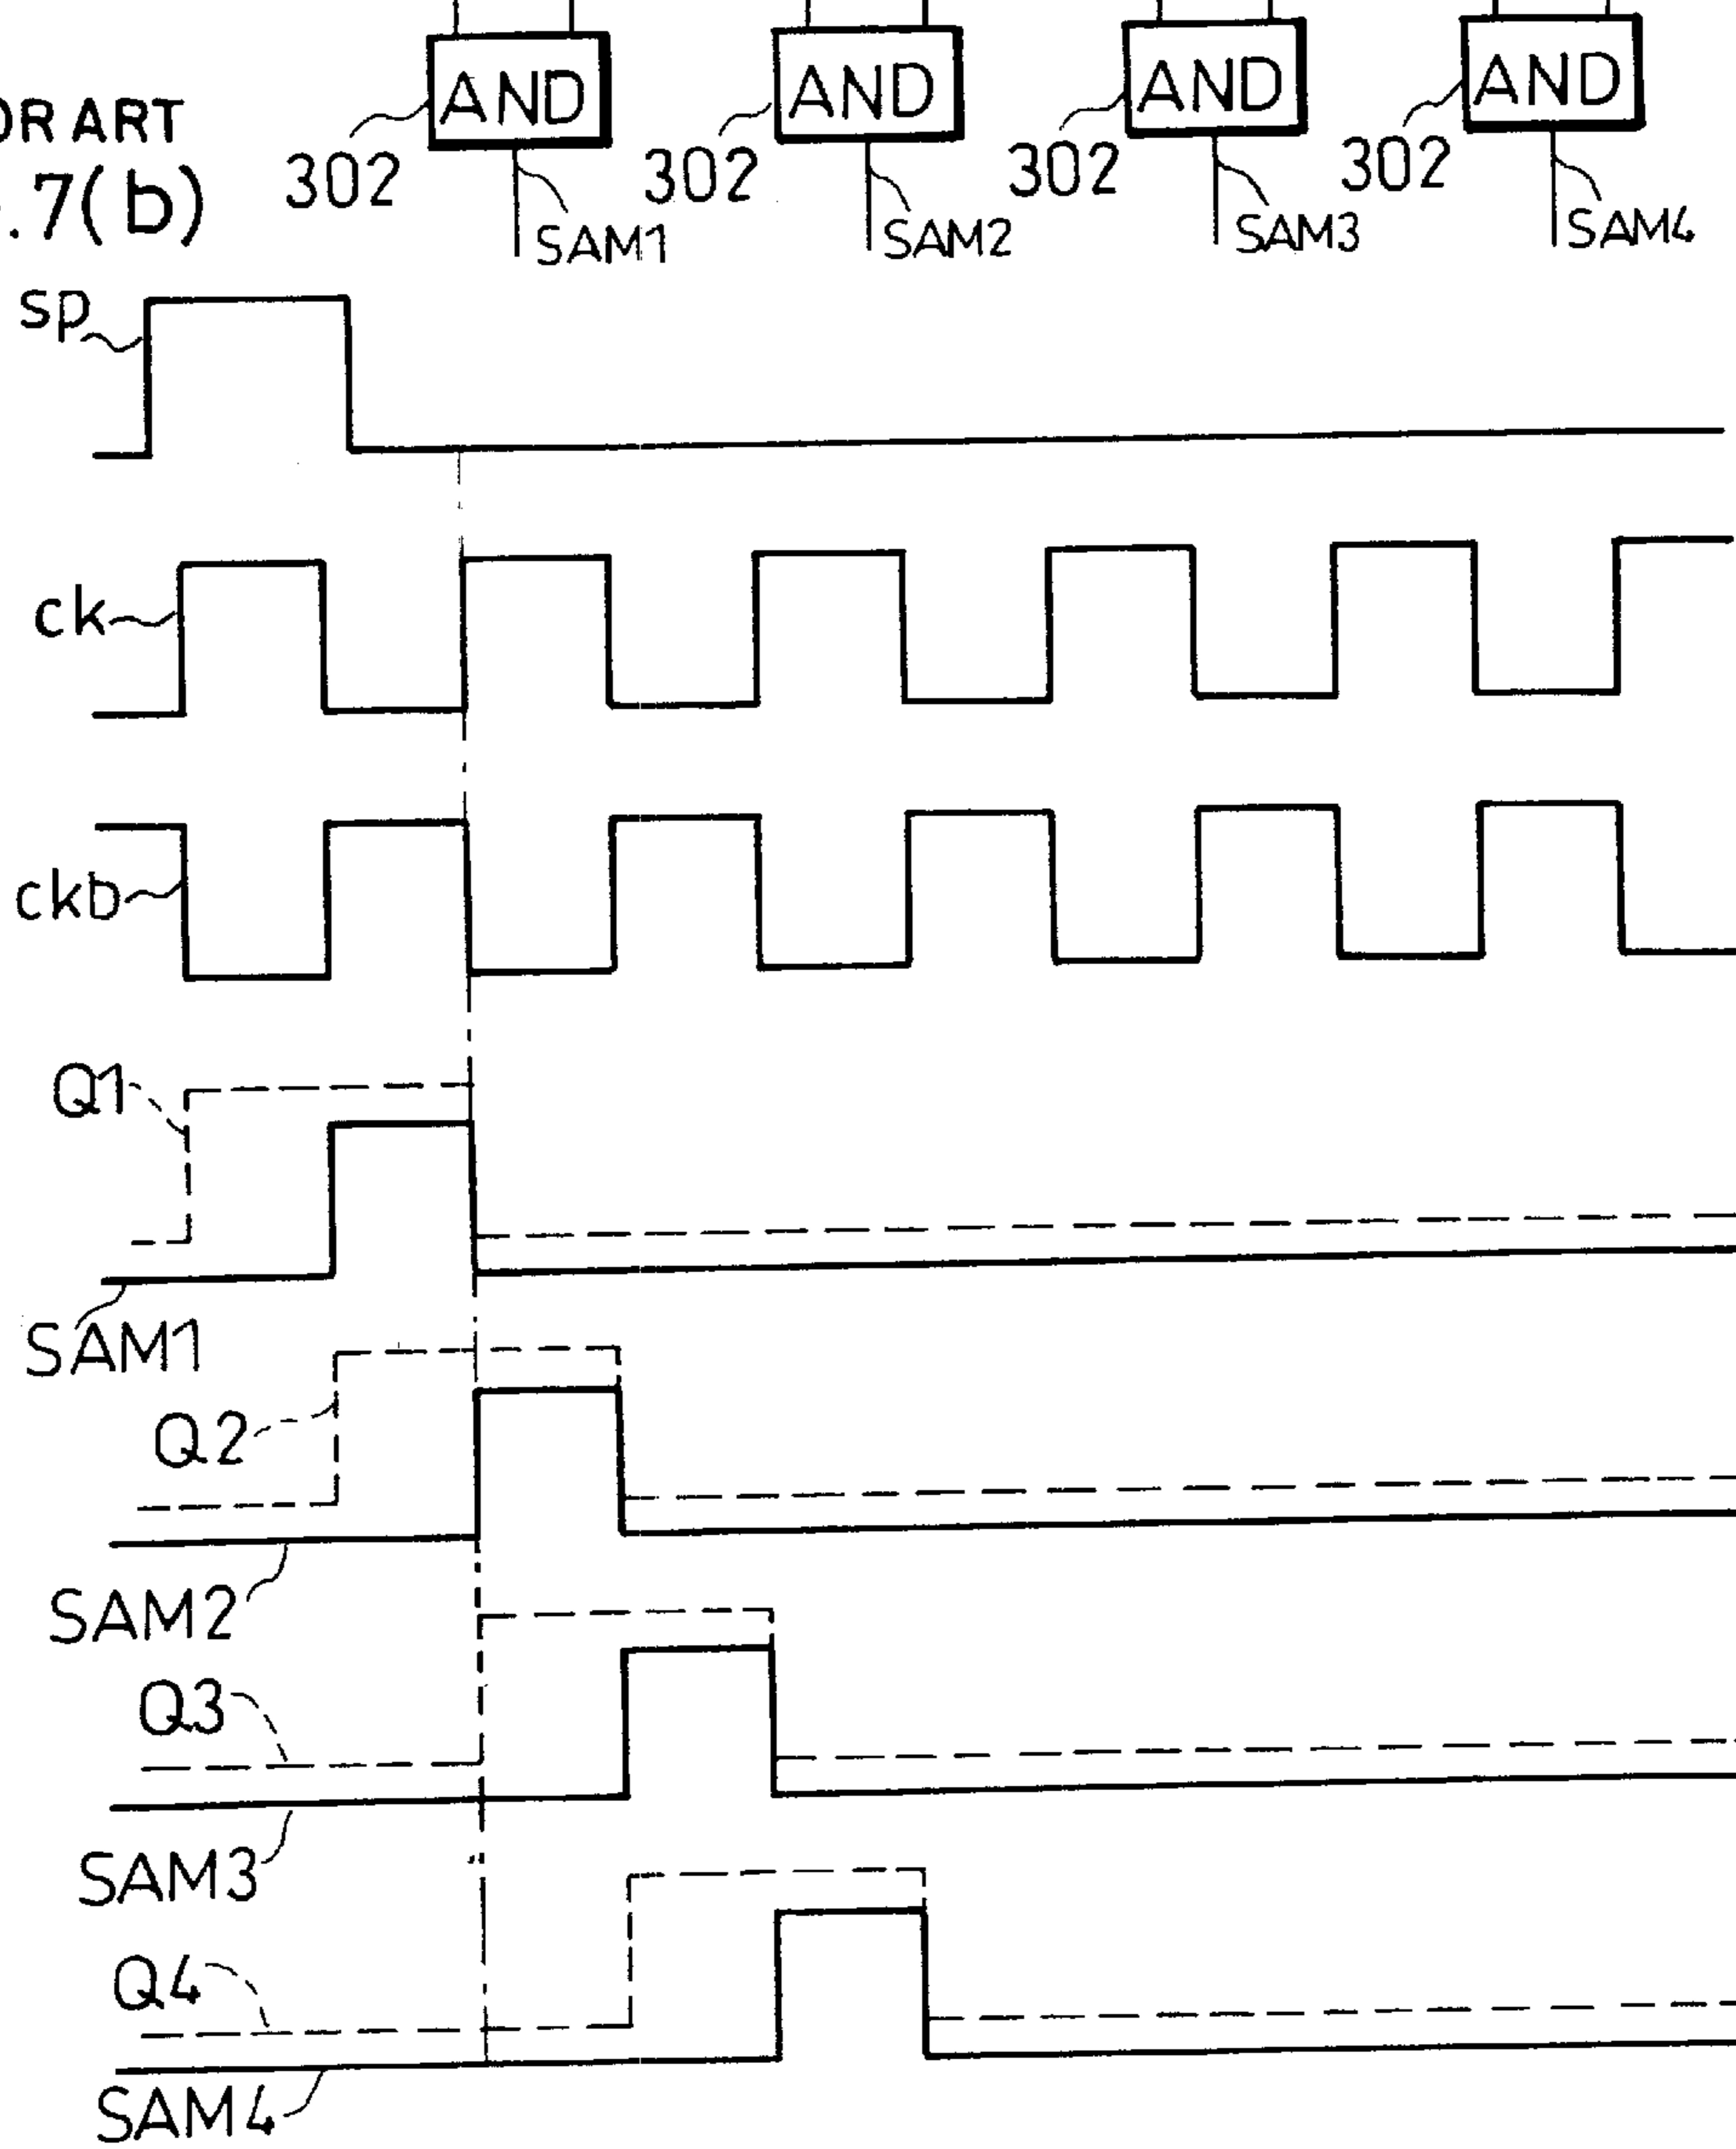 AND AND AND AND
OR ART
302 302 302 302
.7(b)
SAM1 SAM2 SAM3 SAM4
sp
ck
ckb
Q1
SAM1
Q2
SAM2
Q3
SAM3
Q4
SAM4